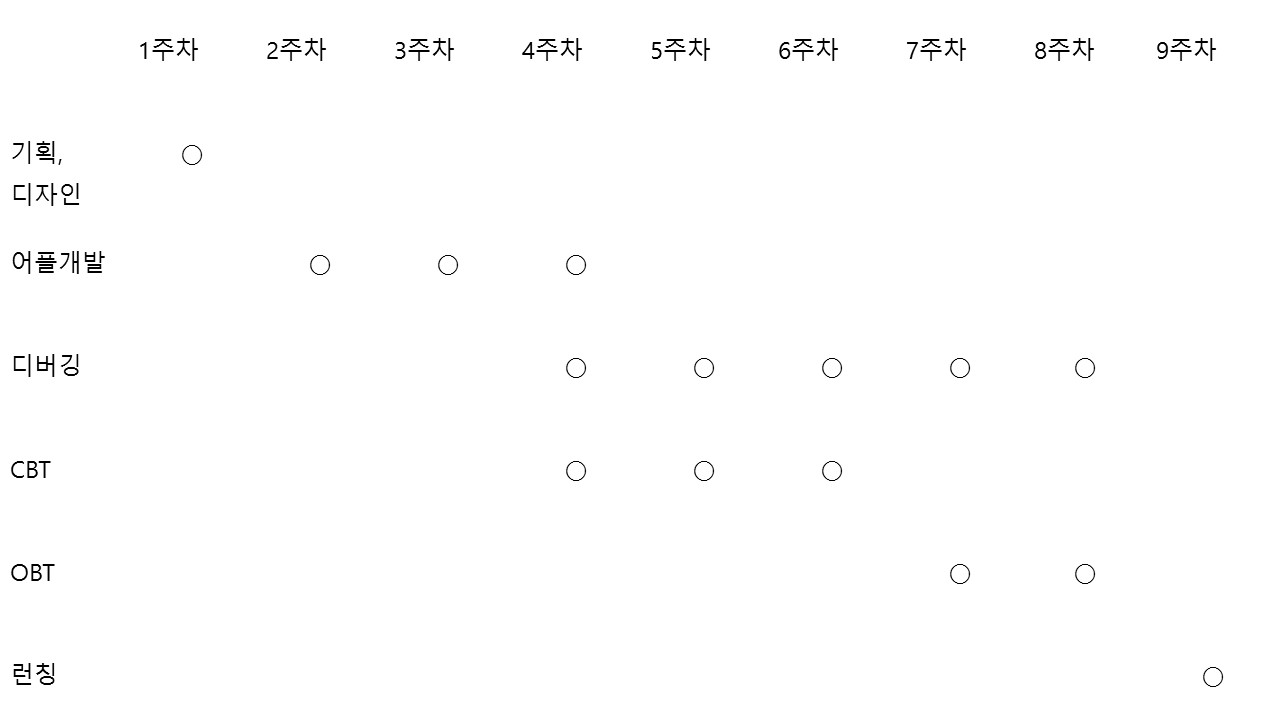 1주차 2주차 3주차 4주차 5주차 6주차 7주차 8주차 9주차
기획, ○
디자인
어플개발 ○ ○ ○
디버깅 ○ ○ ○ ○ ○
CBT ○ ○ ○
OBT ○ ○
런칭 ○